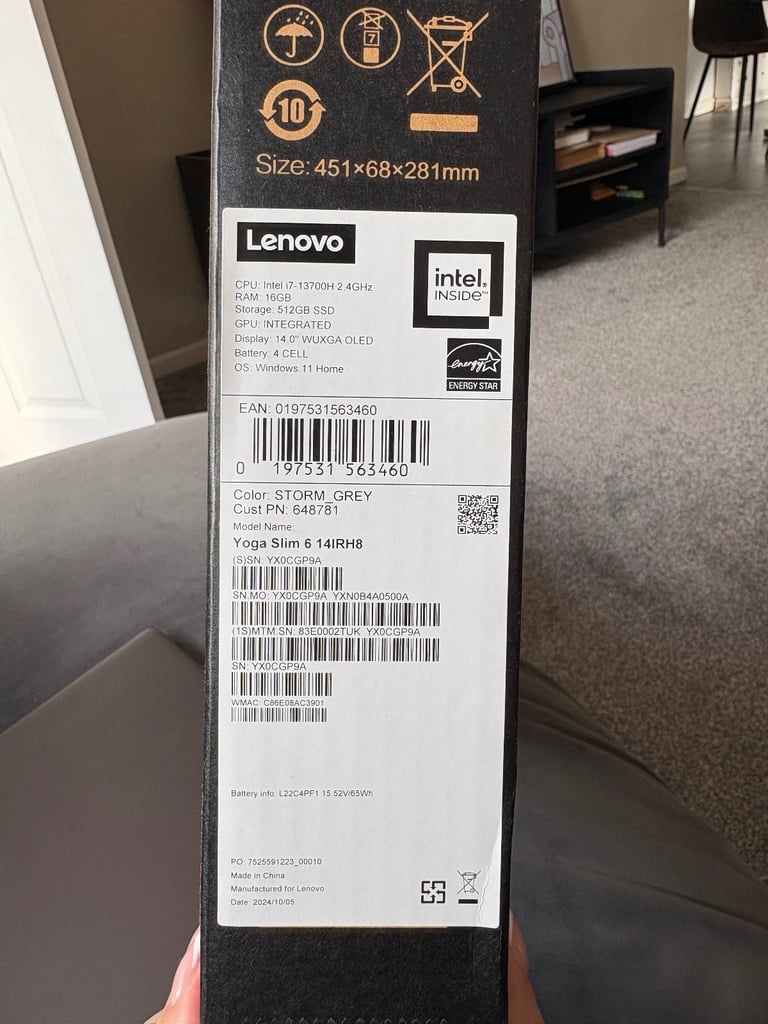 7
10
Size: 451×68×281mm
Lenovo
intel.
INSIDE™
CPU: Intel i7-13700H 2.4GHz
RAM: 16GB
Storage: 512GB SSD
GPU: INTEGRATED
Display: 14.0" WUXGA OLED
Battery: 4 CELL
OS: Windows 11 Home
energy
ENERGY STAR
EAN: 0197531563460
0 197531 563460
Color: STORM_GREY
Cust PN: 648781
Model Name:
Yoga Slim 6 14IRH8
(S)SN: YX0CGP9A
SN,MO: YX0CGP9A YXN0B4A0500A
(1S)MTM,SN: 83E0002TUK YX0CGP9A
SN: YX0CGP9A
WMAC :C86E08AC3901
Battery info: L22C4PF1 15.52V/65Wh
PO: 7525591223_00010
Made in China
Manufactured for Lenovo
Date: 2024/10/05